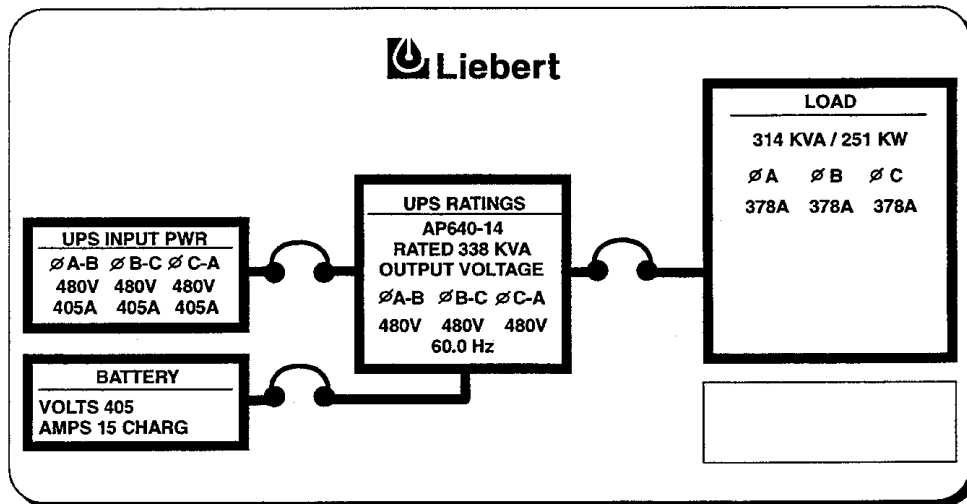 Liebert
UPS INPUT PWR
ØA-B ØB-C ØC-A
480V 480V 480V
405A 405A 405A
BATTERY
VOLTS 405
AMPS 15 CHARG
UPS RATINGS
AP640-14
RATED 338 KVA
OUTPUT VOLTAGE
ØA-B ØB-C ØC-A
480V 480V 480V
60.0 Hz
LOAD
314 KVA / 251 KW
ØA ØB ØC
378A 378A 378A